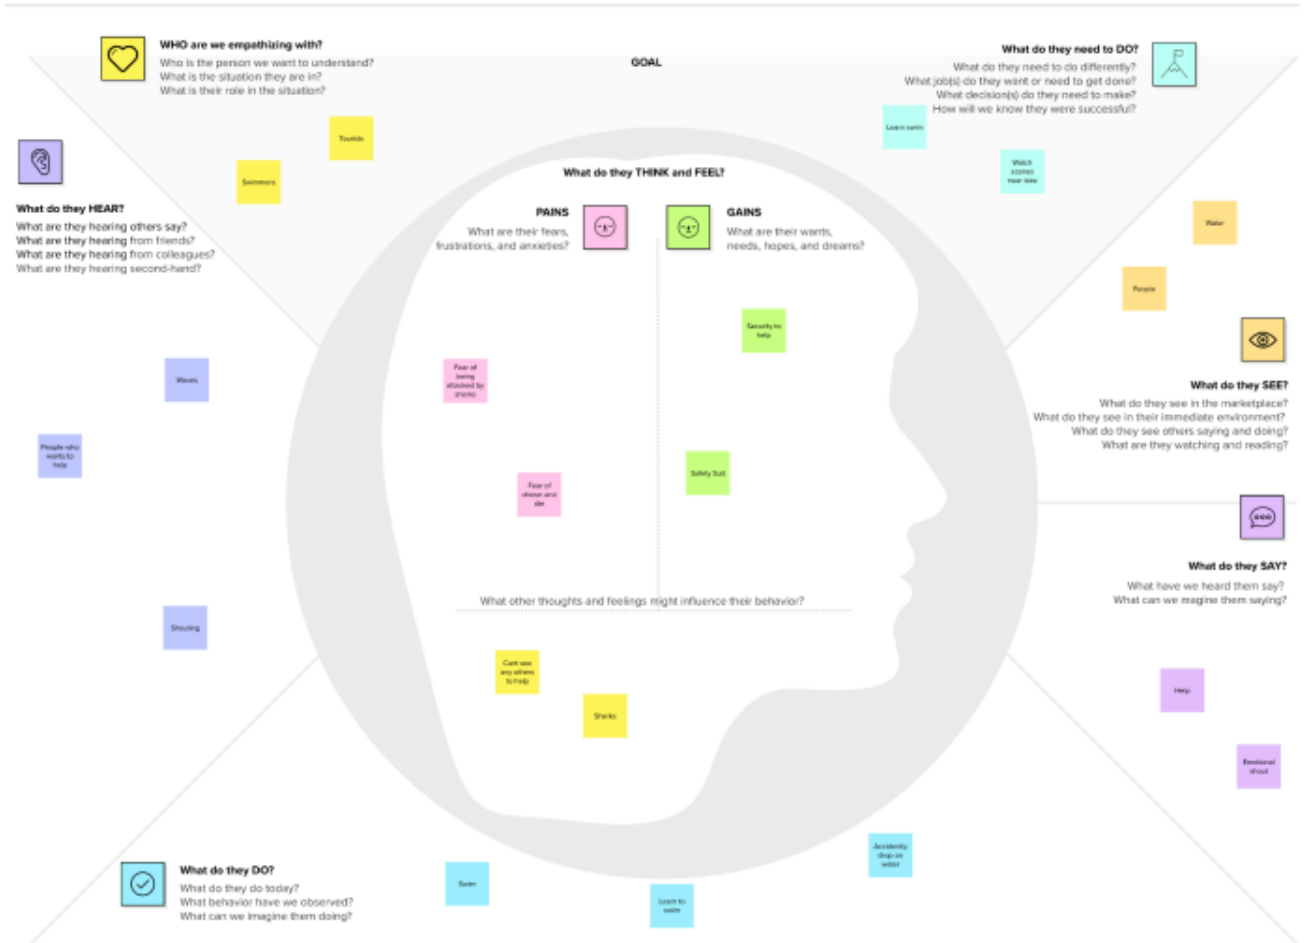 WHO are we empathizing with?
Who is the person we want to understand?
What is the situation they are in?
What is their role in the situation?
GOAL
What do they need to DO?
What do they need to do differently?
What job(s) do they want or need to get done?
What decision(s) do they need to make?
How will we know they were successful?
Tourists
Swimmers
Learn swim
Watch
scenes
near lake
What do they HEAR?
What are they hearing others say?
What are they hearing from friends?
What are they hearing from colleagues?
What are they hearing second-hand?
Waves
People who
wants to
help
Shouting
What do they THINK and FEEL?
PAINS
What are their fears,
frustrations, and anxieties?
GAINS
What are their wants,
needs, hopes, and dreams?
Fear of
being
attacked by
sharks
Fear of
and
die
Security to
help
Safety Suit
What other thoughts and feelings might influence their behavior?
Cant see
any others
to help
Sharks
Water
People
What do they SEE?
What do they see in the marketplace?
What do they see in their immediate environment?
What do they see others saying and doing?
What are they watching and reading?
What do they SAY?
What have we heard them say?
What can we magine them saying?
Help
Emotional
shout
What do they DO?
What do they do today?
What behavior have we observed?
What can we imagine them doing?
Swim
Learn to
swim
Accidently
drop on
water